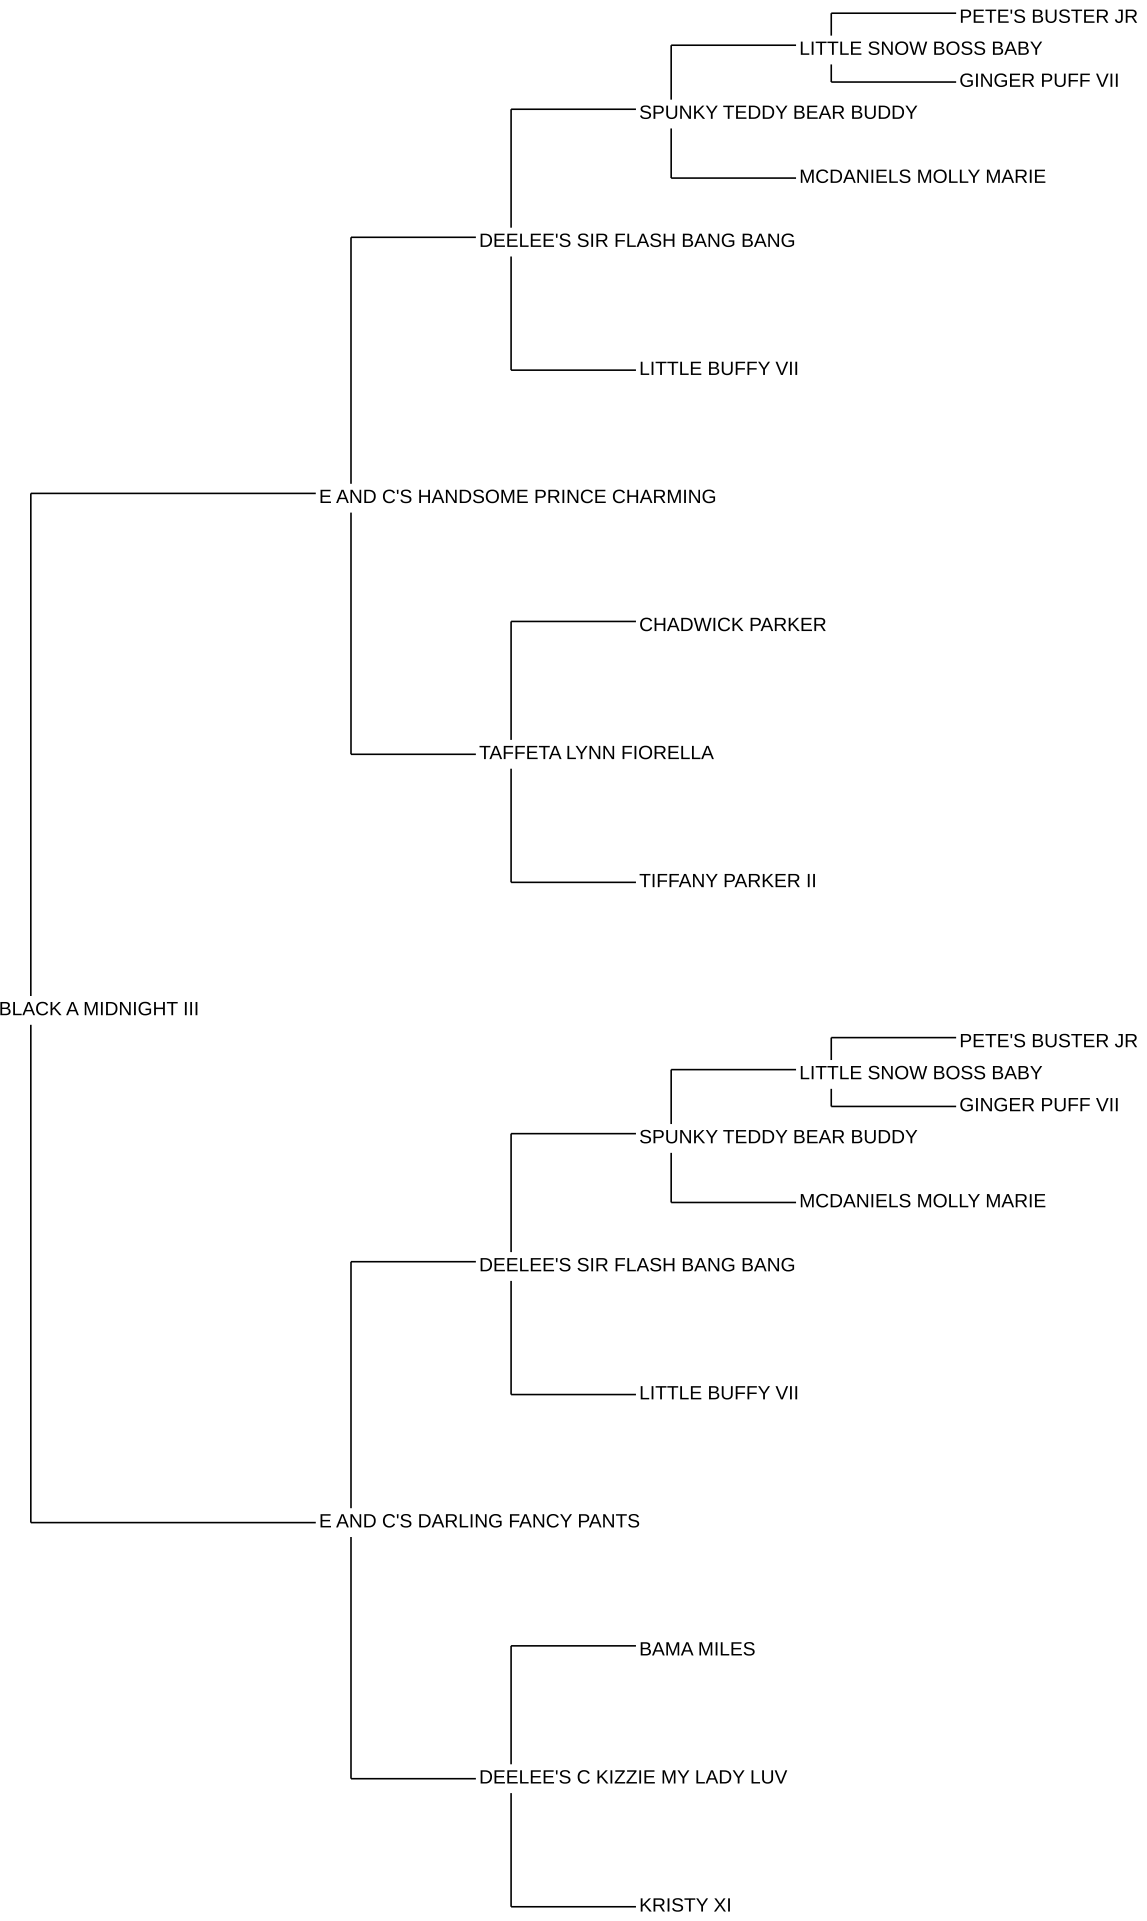 PETE'S BUSTER JR
LITTLE SNOW BOSS BABY
GINGER PUFF VII
SPUNKY TEDDY BEAR BUDDY
MCDANIELS MOLLY MARIE
DEELEE'S SIR FLASH BANG BANG
LITTLE BUFFY VII
E AND C'S HANDSOME PRINCE CHARMING
CHADWICK PARKER
TAFFETA LYNN FIORELLA
TIFFANY PARKER II
BLACK A MIDNIGHT III
PETE'S BUSTER JR
LITTLE SNOW BOSS BABY
GINGER PUFF VII
SPUNKY TEDDY BEAR BUDDY
MCDANIELS MOLLY MARIE
DEELEE'S SIR FLASH BANG BANG
LITTLE BUFFY VII
E AND C'S DARLING FANCY PANTS
BAMA MILES
DEELEE'S C KIZZIE MY LADY LUV
KRISTY XI